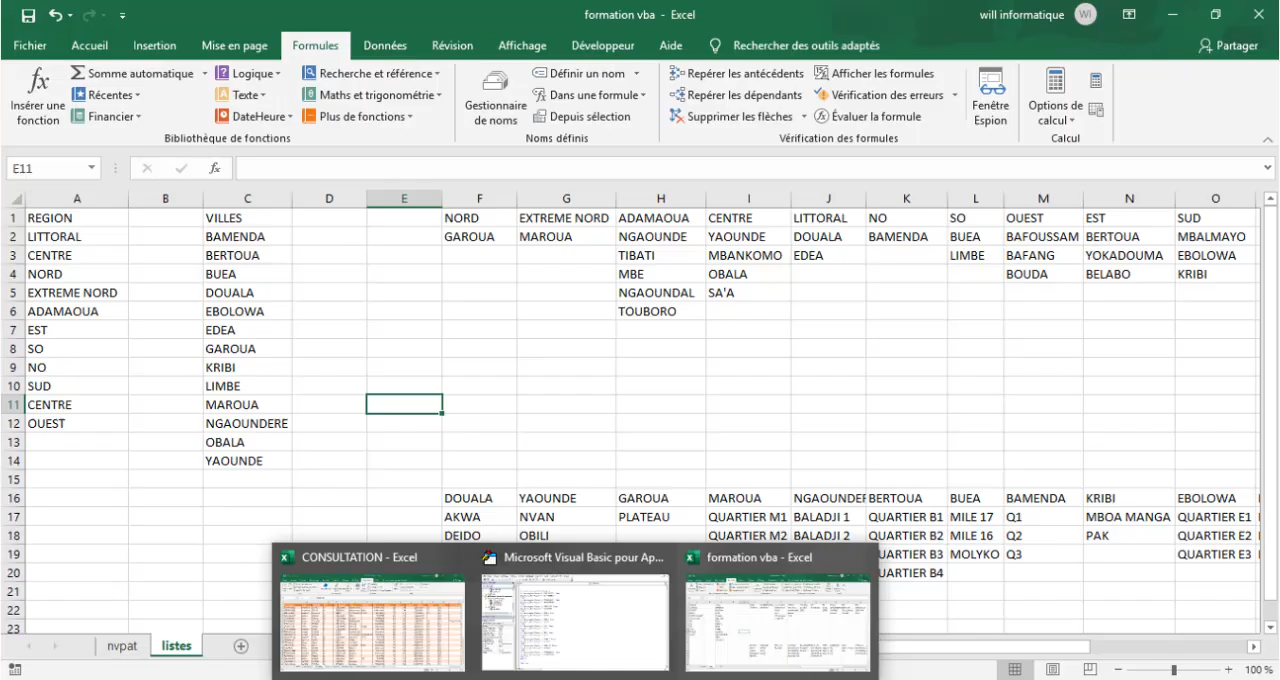 formation vba - Excel
will informatique WI
Fichier Accueil Insertion Mise en page Formules Données Révision Affichage Développeur Aide Rechercher des outils adaptés Partager
fx Insérer une fonction
Somme automatique
Récentes
Financier
Logique
Texte
DateHeure
Recherche et référence
Maths et trigonométrie
Plus de fonctions
Bibliothèque de fonctions
Gestionnaire de noms
Définir un nom
Dans une formule
Depuis sélection
Noms définis
Repérer les antécédents
Repérer les dépendants
Supprimer les flèches
Afficher les formules
Vérification des erreurs
Évaluer la formule
Vérification des formules
Fenêtre Espion
Options de calcul
Calcul
E11 fx
A B C D E F G H I J K L M N O
1 REGION VILLES NORD EXTREME NORD ADAMAOUA CENTRE LITTORAL NO SO OUEST EST SUD
2 LITTORAL BAMENDA GAROUA MAROUA NGAOUNDE YAOUNDE DOUALA BAMENDA BUEA BAFOUSSAM BERTOUA MBALMAYO
3 CENTRE BERTOUA TIBATI MBANKOMO EDEA LIMBE BAFANG YOKADOUMA EBOLOWA
4 NORD BUEA MBE OBALA BOUDA BELABO KRIBI
5 EXTREME NORD DOUALA NGAOUNDAL SA'A
6 ADAMAOUA EBOLOWA TOUBORO
7 EST EDEA
8 SO GAROUA
9 NO KRIBI
10 SUD LIMBE
11 CENTRE MAROUA
12 OUEST NGAOUNDERE
13 OBALA
14 YAOUNDE
15
16 DOUALA YAOUNDE GAROUA MAROUA NGAOUNDER BERTOUA BUEA BAMENDA KRIBI EBOLOWA
17 AKWA NVAN PLATEAU QUARTIER M1 BALADJI 1 QUARTIER B1 MILE 17 Q1 MBOA MANGA QUARTIER E1
18 DEIDO OBILI QUARTIER M2 BALADJI 2 QUARTIER B2 MILE 16 Q2 PAK QUARTIER E2
19 QUARTIER B3 MOLYKO Q3 QUARTIER E3
20 QUARTIER B4
21
22
23
CONSULTATION - Excel
Microsoft Visual Basic pour Ap...
formation vba - Excel
nvpat listes
100 %